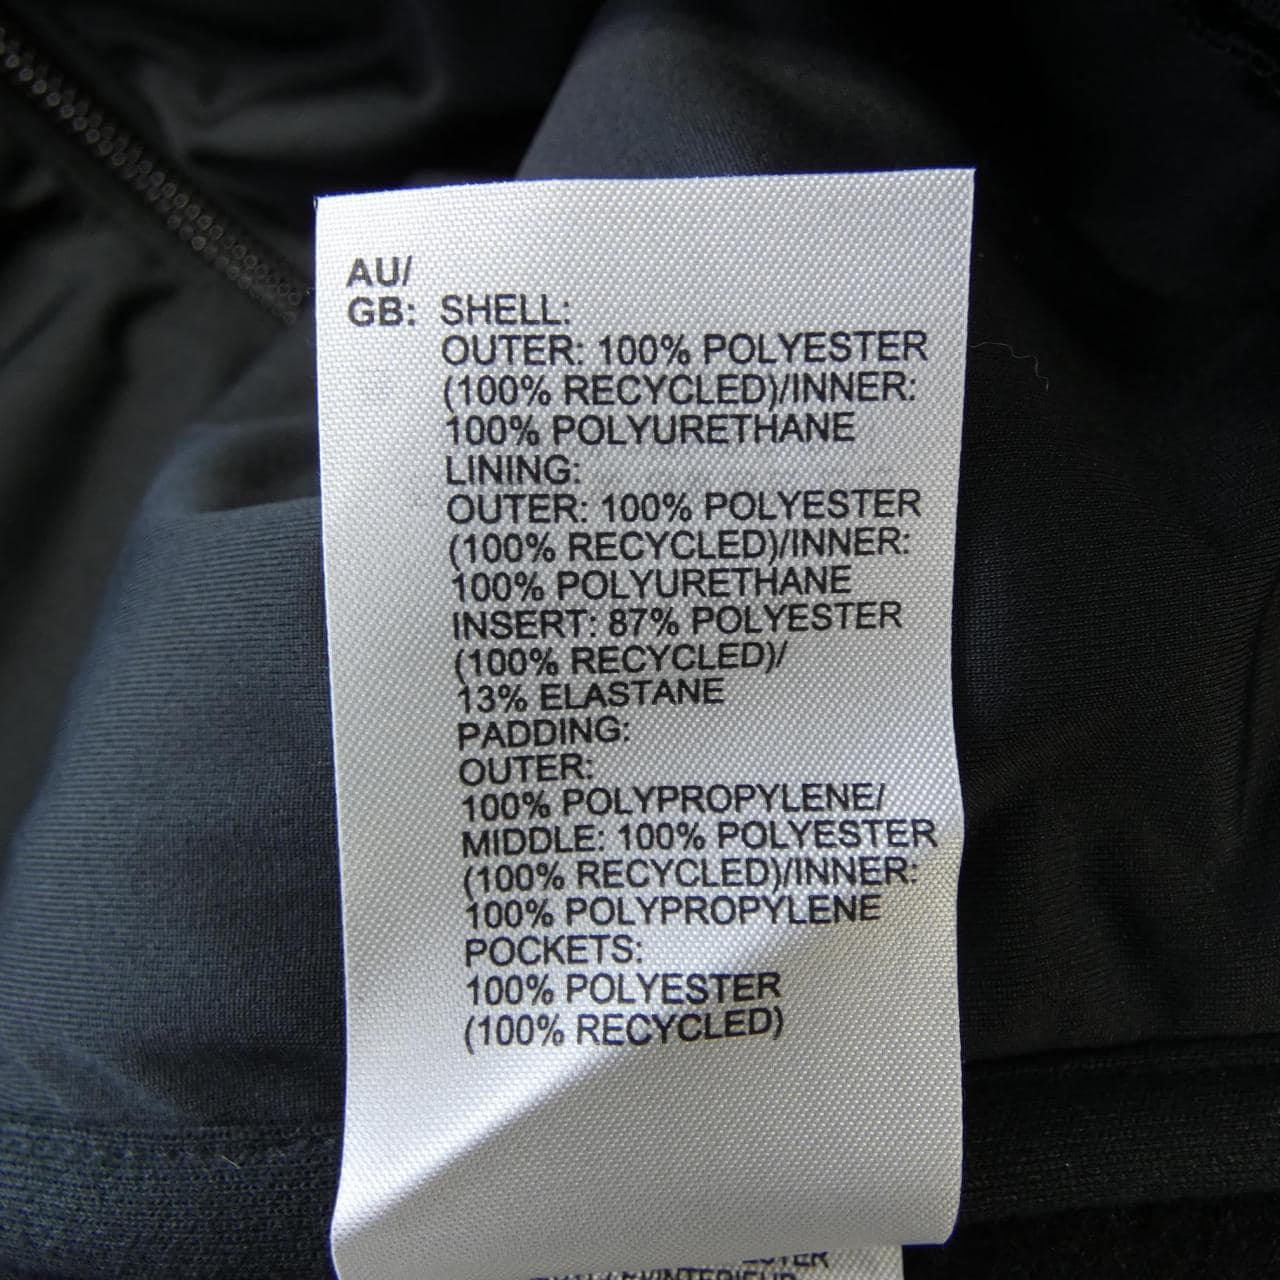 AU/
GB: SHELL:
OUTER: 100% POLYESTER
(100% RECYCLED)/INNER:
100% POLYURETHANE
LINING:
OUTER: 100% POLYESTER
(100% RECYCLED)/INNER:
100% POLYURETHANE
INSERT: 87% POLYESTER
(100% RECYCLED)/
13% ELASTANE
PADDING:
OUTER:
100% POLYPROPYLENE/
MIDDLE: 100% POLYESTER
(100% RECYCLED)/INNER:
100% POLYPROPYLENE
POCKETS:
100% POLYESTER
(100% RECYCLED)